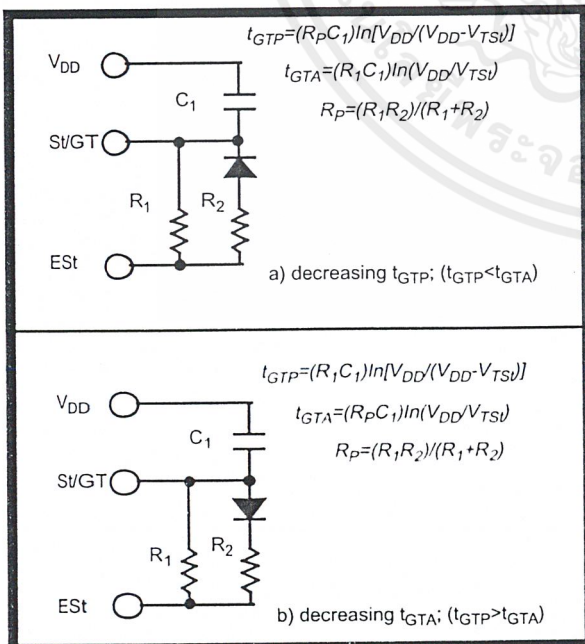 t_GTP=(R_PC_1)ln[V_DD/(V_DD-V_TSt)]
V_DD
t_GTA=(R_1C_1)ln(V_DD/V_TSt)
C_1
R_P=(R_1R_2)/(R_1+R_2)
St/GT
R_1 R_2
ESt
a) decreasing t_GTP; (t_GTP<t_GTA)
t_GTP=(R_1C_1)ln[V_DD/(V_DD-V_TSt)]
V_DD
t_GTA=(R_PC_1)ln(V_DD/V_TSt)
C_1
R_P=(R_1R_2)/(R_1+R_2)
St/GT
R_1 R_2
ESt
b) decreasing t_GTA; (t_GTP>t_GTA)